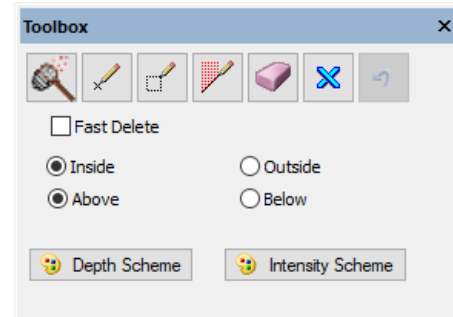 Toolbox
Fast Delete
Inside Outside
Above Below
Depth Scheme Intensity Scheme